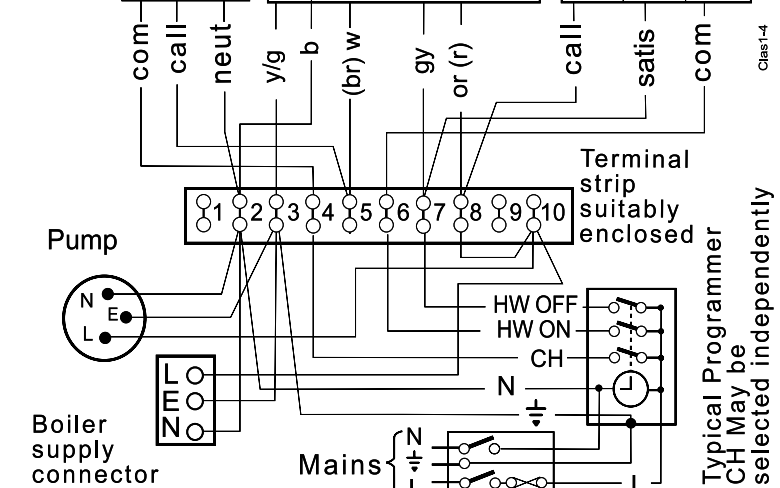 com
call
neut
y/g
b
(br) w
gy
or (r)
call
satis
com
Clas1-4
1 2 3 4 5 6 7 8 9 10
Terminal
strip
suitably
enclosed
Pump
N
E
L
HW OFF
HW ON
CH
N
L
E
N
Boiler
supply
connector
Mains
N
L
L
Typical Programmer
CH May be
selected independently